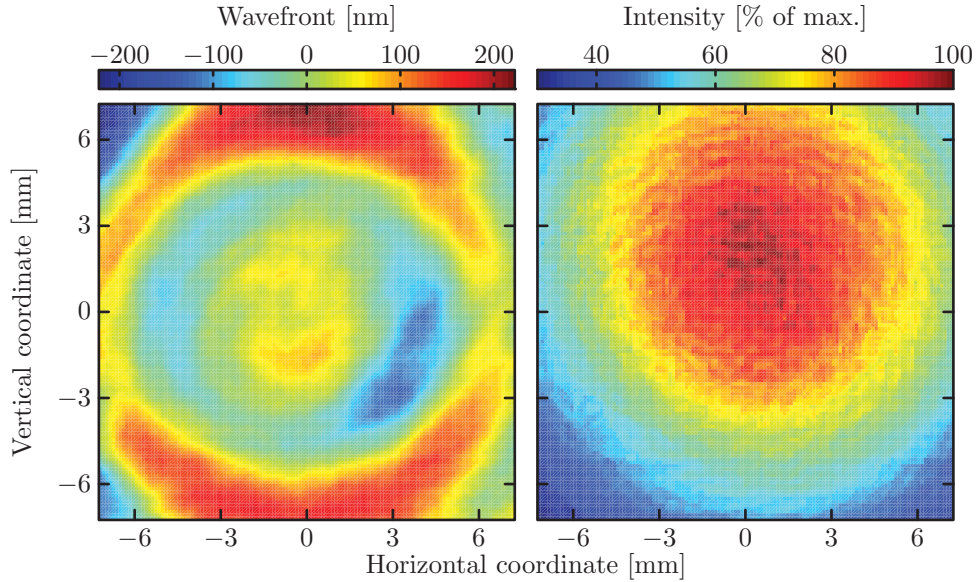 Wavefront [nm]
−200 −100 0 100 200
Intensity [% of max.]
40 60 80 100
Vertical coordinate [mm]
6
3
0
−3
−6
−6 −3 0 3 6
−6 −3 0 3 6
Horizontal coordinate [mm]